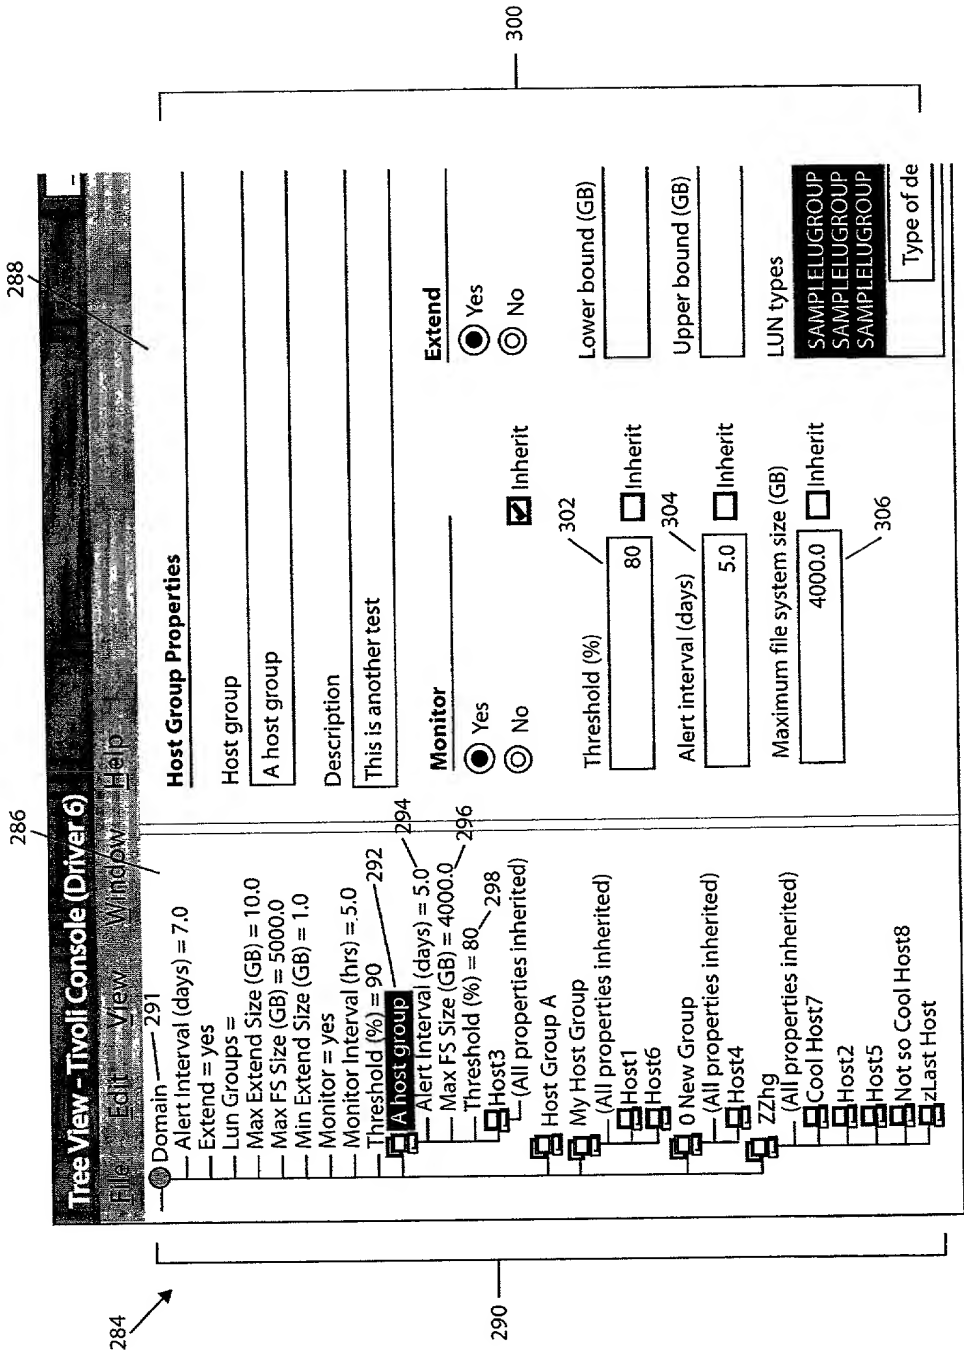 284
286
288
Tree View - Tivoli Console (Driver 6)
File Edit View Window Help
290
Domain 291
Alert Interval (days) = 7.0
Extend = yes
Lun Groups =
Max Extend Size (GB) = 10.0
Max FS Size (GB) = 5000.0
Min Extend Size (GB) = 1.0
Monitor = yes
Monitor Interval (hrs) = 5.0
Threshold (%) = 90
A host group 292
Alert Interval (days) = 5.0 294
Max FS Size (GB) = 4000.0 296
Threshold (%) = 80 298
Host3
(All properties inherited)
Host Group A
My Host Group
(All properties inherited)
Host1
Host6
0 New Group
(All properties inherited)
Host4
ZZhg
(All properties inherited)
Cool Host7
Host2
Host5
Not so Cool Host8
zLast Host
300
Host Group Properties
Host group
A host group
Description
This is another test
Monitor
Yes
No
Inherit
Threshold (%)
80
Inherit
302
Alert interval (days)
5.0
Inherit
304
Maximum file system size (GB)
4000.0
Inherit
306
Extend
Yes
No
Lower bound (GB)
Upper bound (GB)
LUN types
SAMPLELUGROUP
SAMPLELUGROUP
SAMPLELUGROUP
Type of de